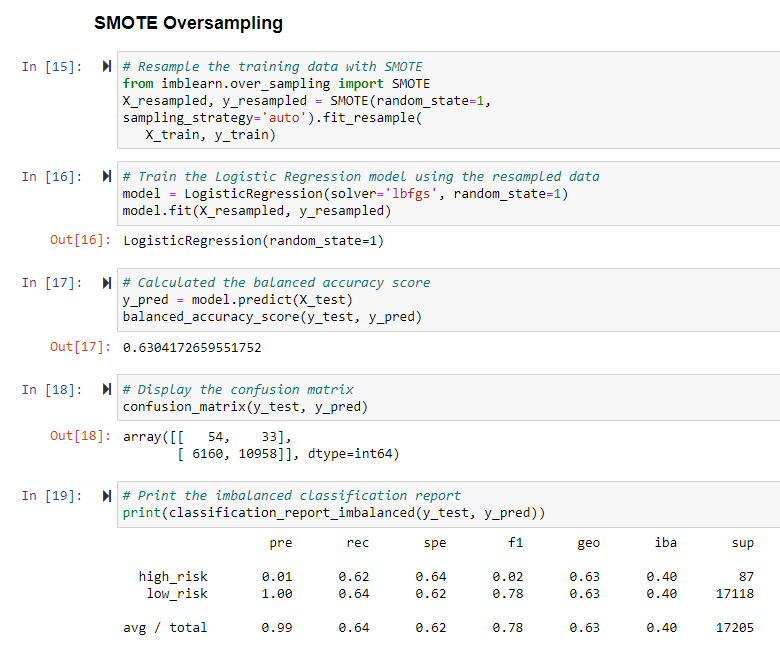 SMOTE Oversampling
In [15]: # Resample the training data with SMOTE
from imblearn.over_sampling import SMOTE
X_resampled, y_resampled = SMOTE(random_state=1,
sampling_strategy='auto').fit_resample(
   X_train, y_train)
In [16]: # Train the Logistic Regression model using the resampled data
model = LogisticRegression(solver='lbfgs', random_state=1)
model.fit(X_resampled, y_resampled)
Out[16]: LogisticRegression(random_state=1)
In [17]: # Calculated the balanced accuracy score
y_pred = model.predict(X_test)
balanced_accuracy_score(y_test, y_pred)
Out[17]: 0.6304172659551752
In [18]: # Display the confusion matrix
confusion_matrix(y_test, y_pred)
Out[18]: array([[   54,    33],
       [ 6160, 10958]], dtype=int64)
In [19]: # Print the imbalanced classification report
print(classification_report_imbalanced(y_test, y_pred))
                   pre       rec       spe        f1       geo       iba       sup
  high_risk       0.01      0.62      0.64      0.02      0.63      0.40        87
   low_risk       1.00      0.64      0.62      0.78      0.63      0.40     17118
avg / total       0.99      0.64      0.62      0.78      0.63      0.40     17205